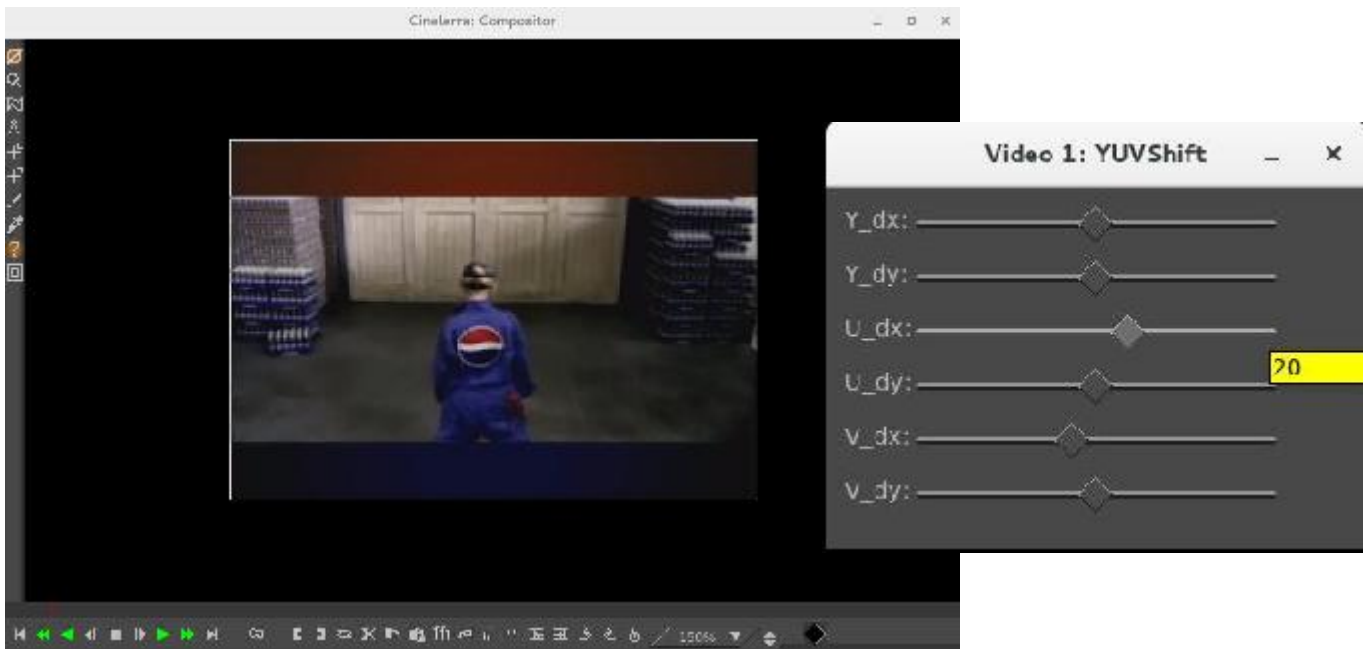 Cinelerra: Compositor
Video 1: YUVShift
Y_dx:
Y_dy:
U_dx:
20
U_dy:
V_dx:
V_dy:
150%